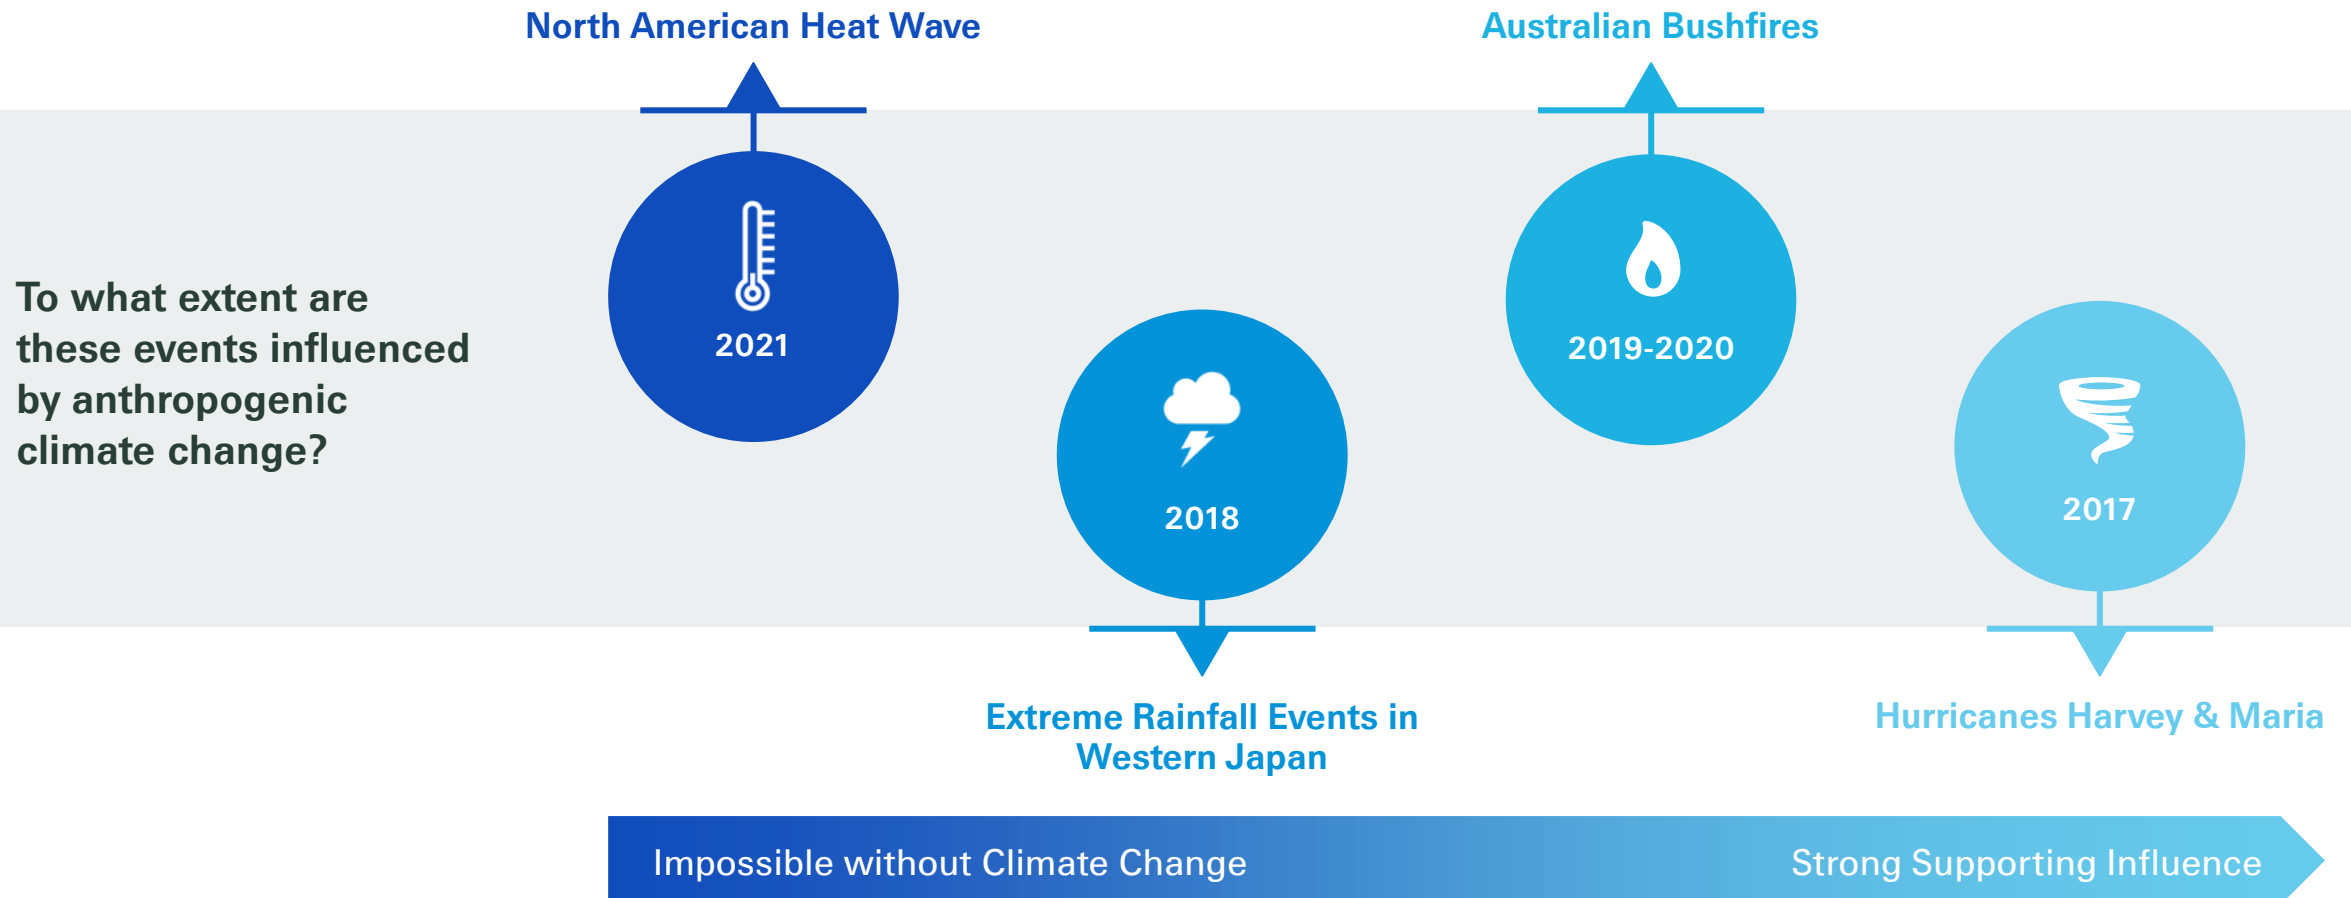 North American Heat Wave
Australian Bushfires
To what extent are
these events influenced
by anthropogenic
climate change?
2021
2018
2019-2020
2017
Extreme Rainfall Events in
Western Japan
Hurricanes Harvey & Maria
Impossible without Climate Change
Strong Supporting Influence